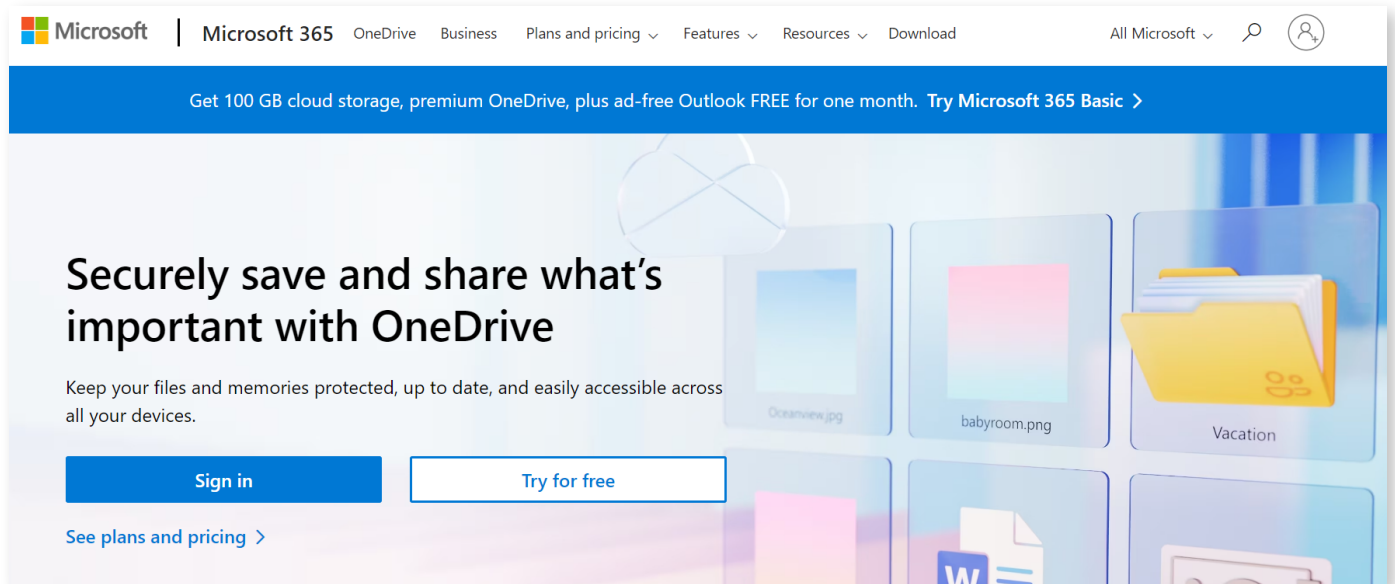 Microsoft
Microsoft 365 OneDrive Business Plans and pricing Features Resources Download
All Microsoft
Get 100 GB cloud storage, premium OneDrive, plus ad-free Outlook FREE for one month. Try Microsoft 365 Basic
Securely save and share what's
important with OneDrive
Keep your files and memories protected, up to date, and easily accessible across
all your devices.
Sign in
Try for free
See plans and pricing
Oceanview.jpg
babyroom.png
Vacation
W